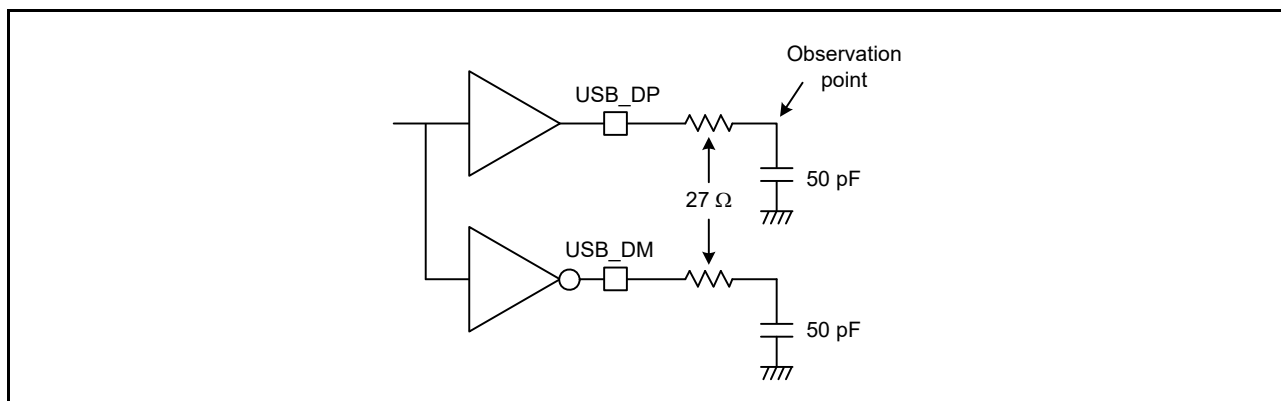 Observation
point
USB_DP
50 pF
27 Ω
USB_DM
50 pF